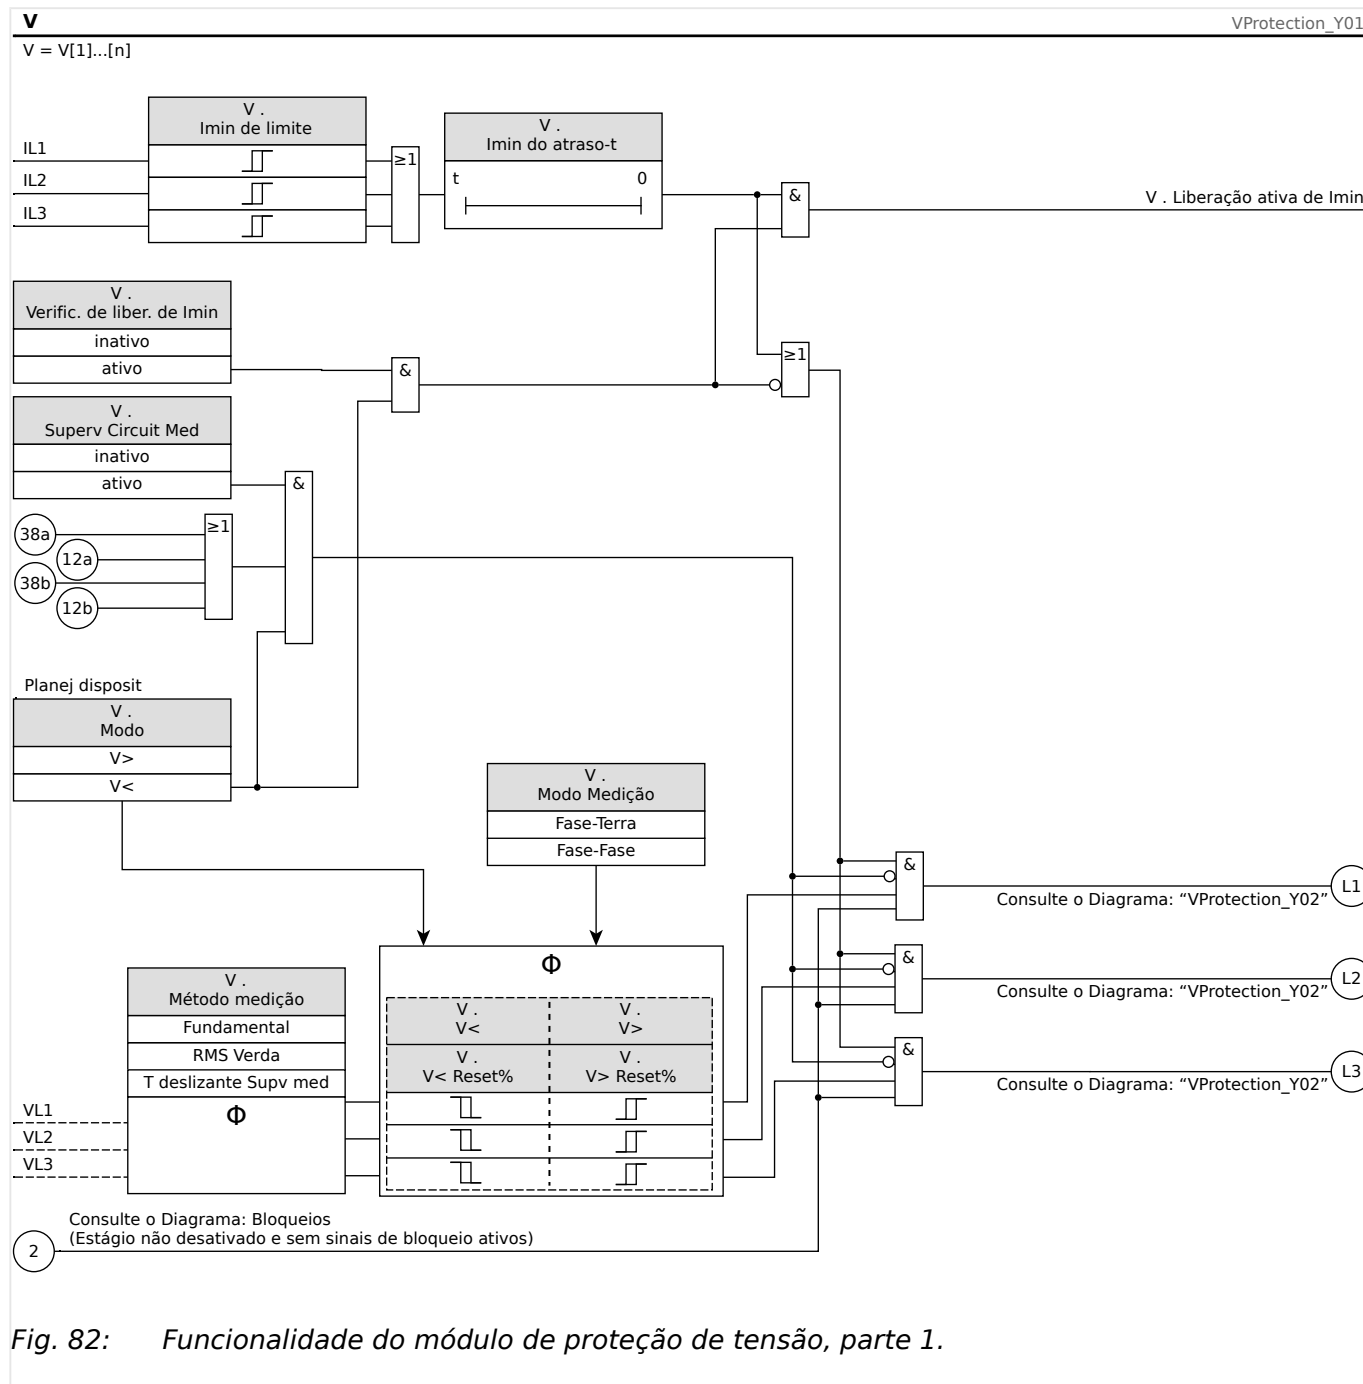 V
VProtection_Y01
V = V[1]...[n]
V .
Imin de limite
IL1
IL2
IL3
≥1
V .
Imin do atraso-t
t 0
&
V . Liberação ativa de Imin
V .
Verific. de liber. de Imin
inativo
ativo
&
≥1
V .
Superv Circuit Med
inativo
ativo
&
38a
12a
38b
12b
≥1
Planej disposit
V .
Modo
V>
V<
V .
Modo Medição
Fase-Terra
Fase-Fase
&
L1
Consulte o Diagrama: “VProtection_Y02”
&
L2
Consulte o Diagrama: “VProtection_Y02”
&
L3
Consulte o Diagrama: “VProtection_Y02”
Φ
V .
V<
V .
V>
V .
V< Reset%
V .
V> Reset%
V .
Método medição
Fundamental
RMS Verda
T deslizante Supv med
Φ
VL1
VL2
VL3
Consulte o Diagrama: Bloqueios
(Estágio não desativado e sem sinais de bloqueio ativos)
2
Fig. 82: Funcionalidade do módulo de proteção de tensão, parte 1.